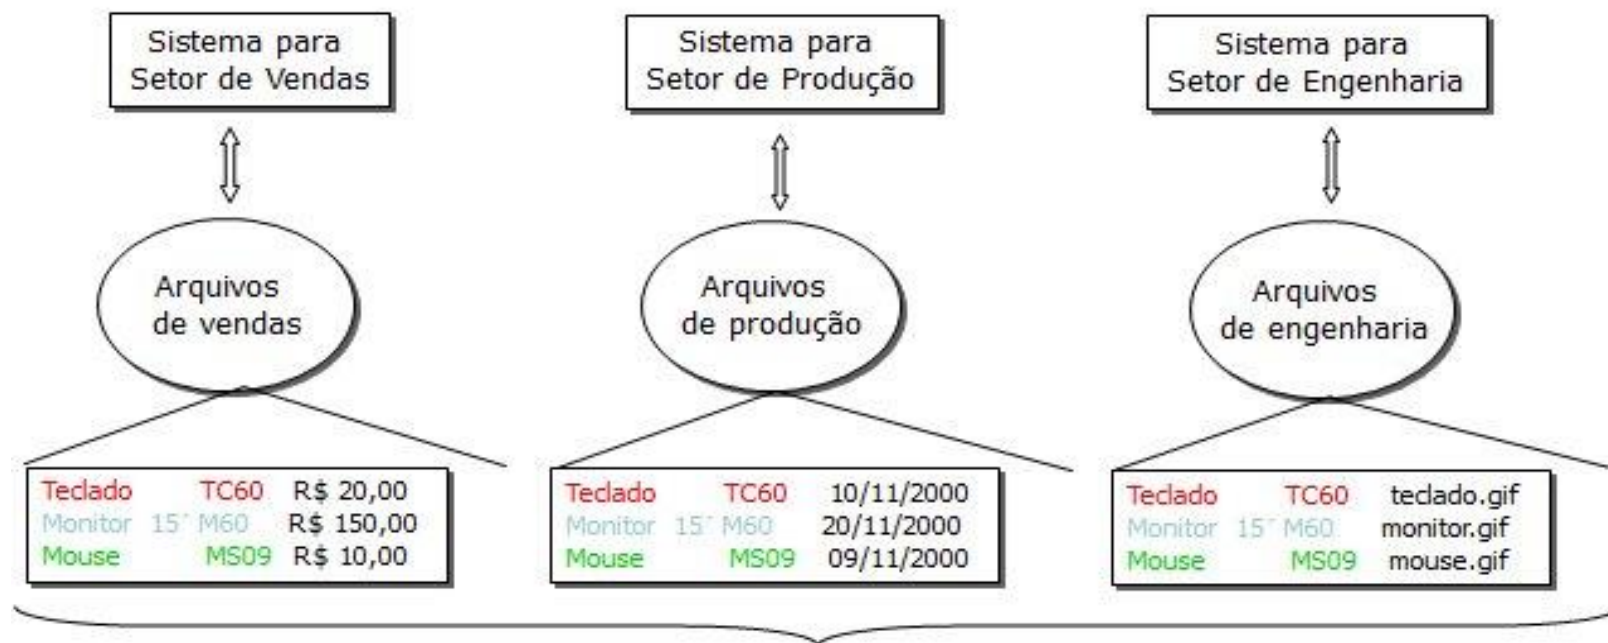 Sistema para
Setor de Vendas
Sistema para
Setor de Produção
Sistema para
Setor de Engenharia
Arquivos
de vendas
Arquivos
de produção
Arquivos
de engenharia
Teclado TC60 R$ 20,00
Monitor 15´ M60 R$ 150,00
Mouse MS09 R$ 10,00
Teclado TC60 10/11/2000
Monitor 15´ M60 20/11/2000
Mouse MS09 09/11/2000
Teclado TC60 teclado.gif
Monitor 15´ M60 monitor.gif
Mouse MS09 mouse.gif